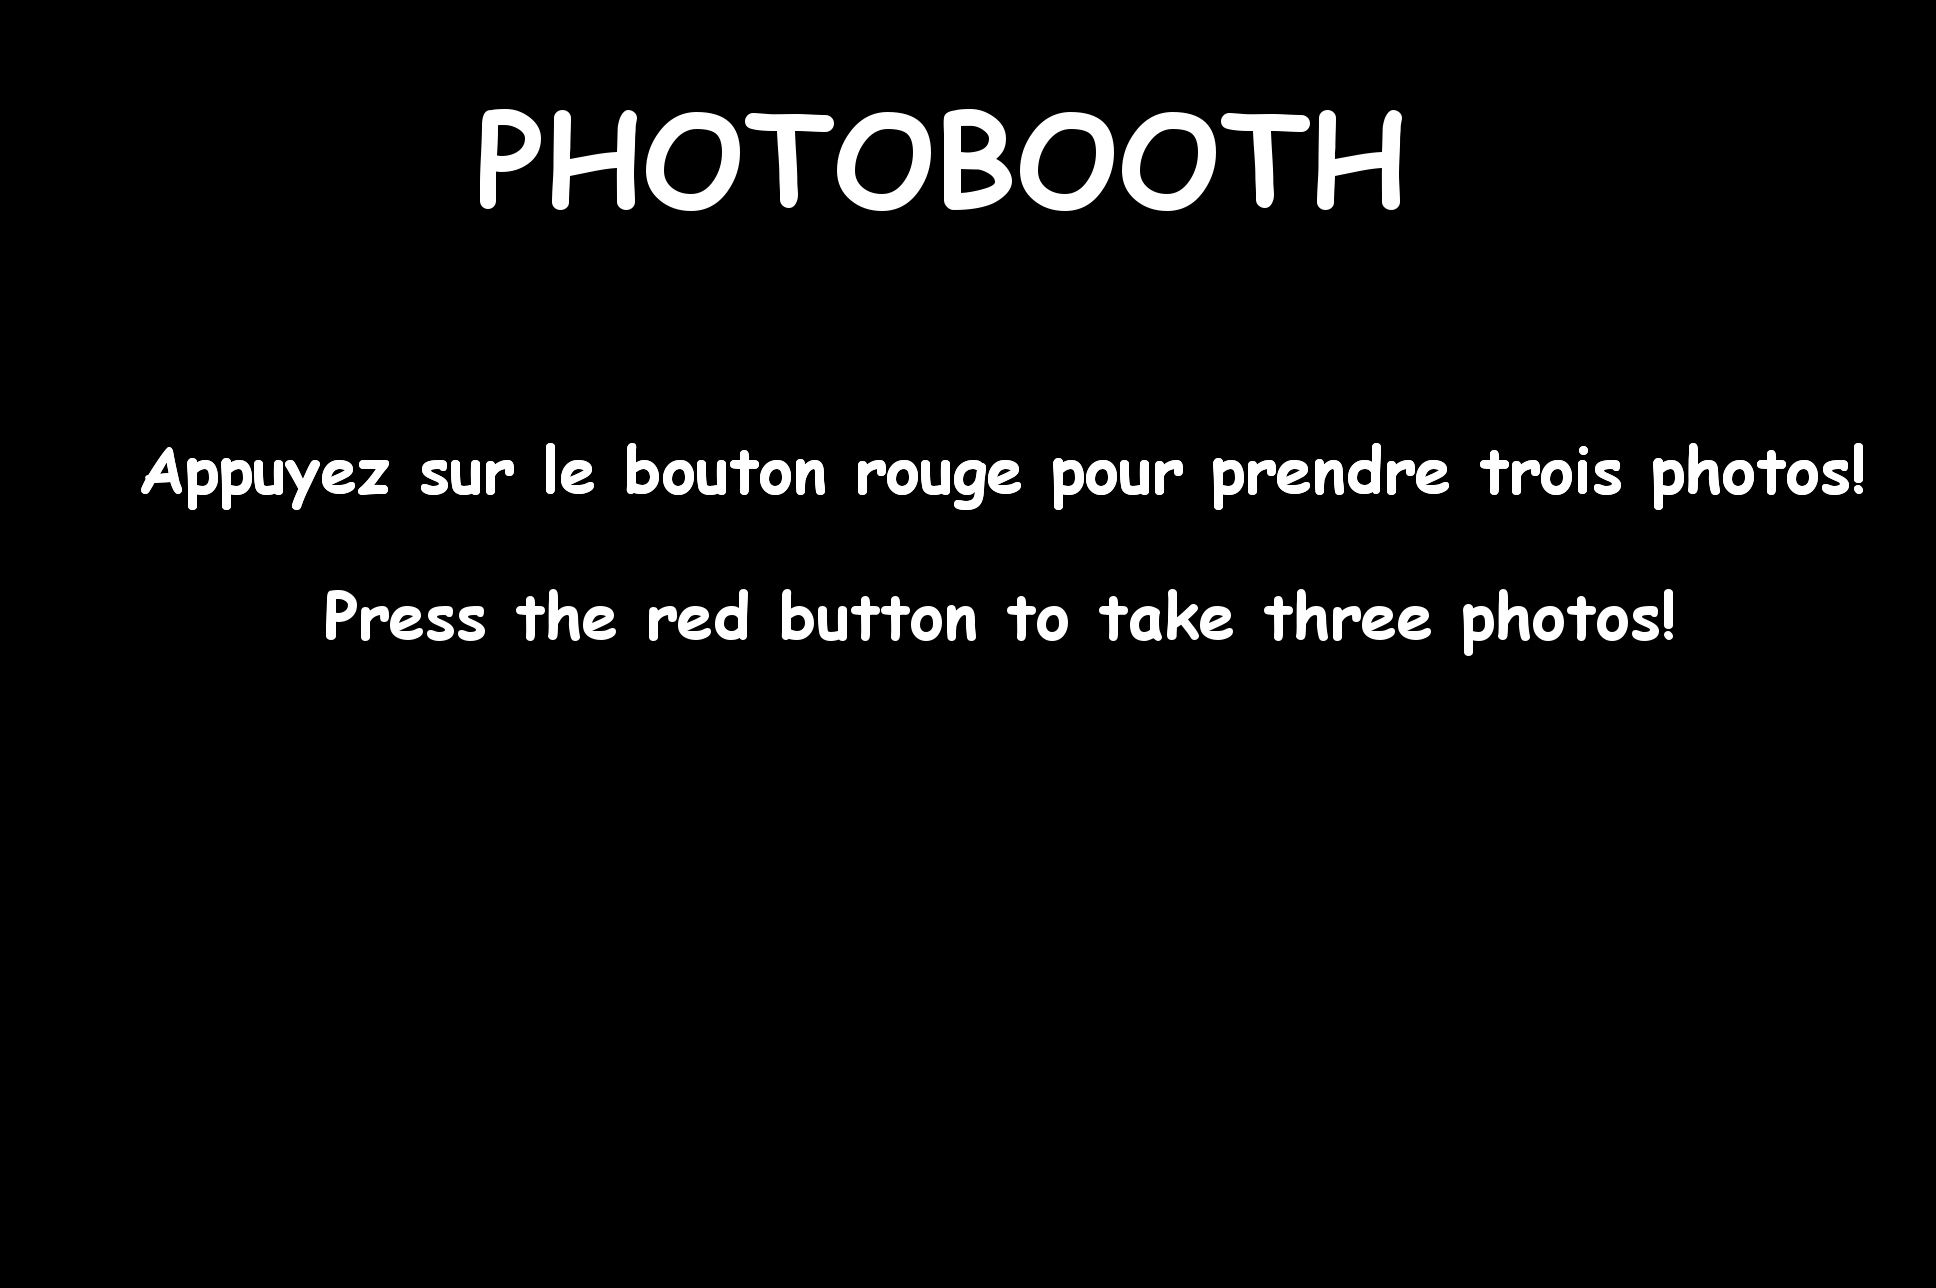 PHOTOBOOTH
Appuyez sur le bouton rouge pour prendre trois photos!
Press the red button to take three photos!